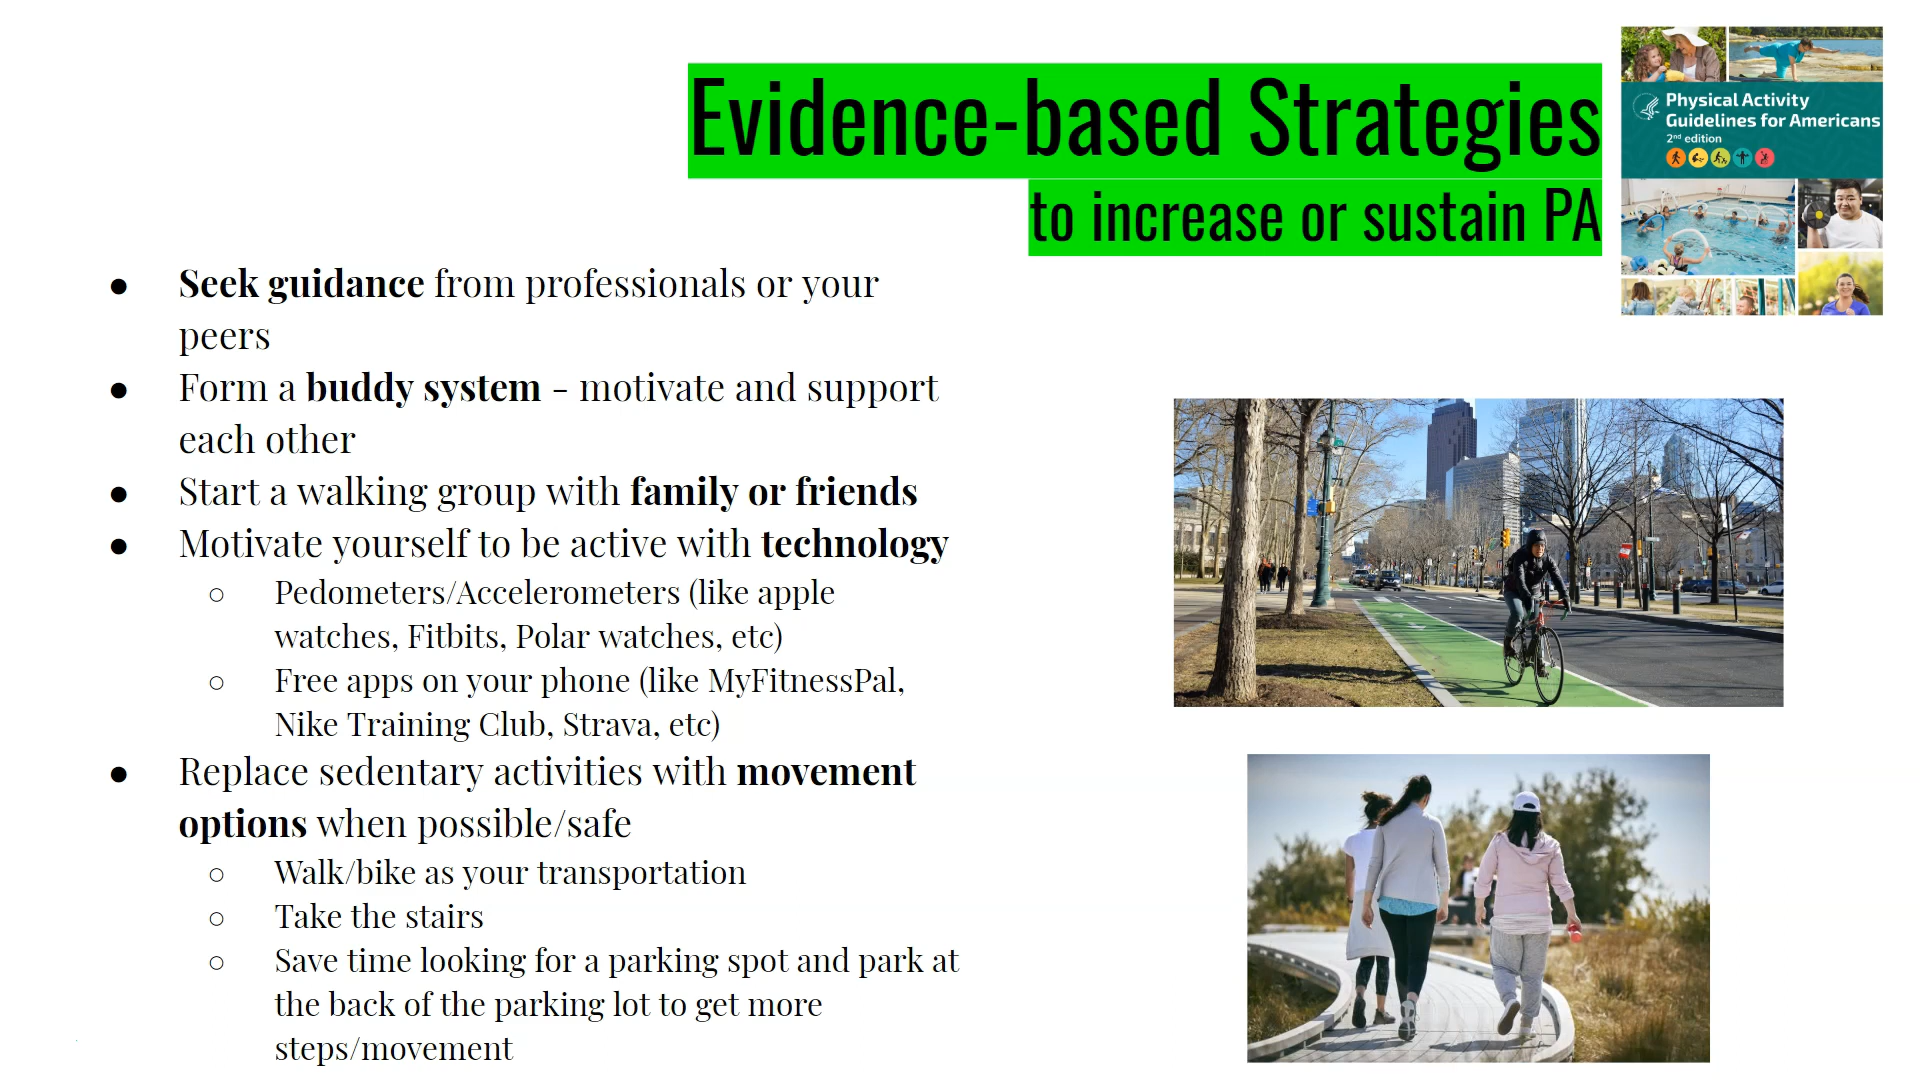 Evidence-based Strategies
to increase or sustain PA
Physical Activity
Guidelines for Americans
2nd edition
● Seek guidance from professionals or your
peers
● Form a buddy system - motivate and support
each other
● Start a walking group with family or friends
● Motivate yourself to be active with technology
○ Pedometers/Accelerometers (like apple
watches, Fitbits, Polar watches, etc)
○ Free apps on your phone (like MyFitnessPal,
Nike Training Club, Strava, etc)
● Replace sedentary activities with movement
options when possible/safe
○ Walk/bike as your transportation
○ Take the stairs
○ Save time looking for a parking spot and park at
the back of the parking lot to get more
steps/movement